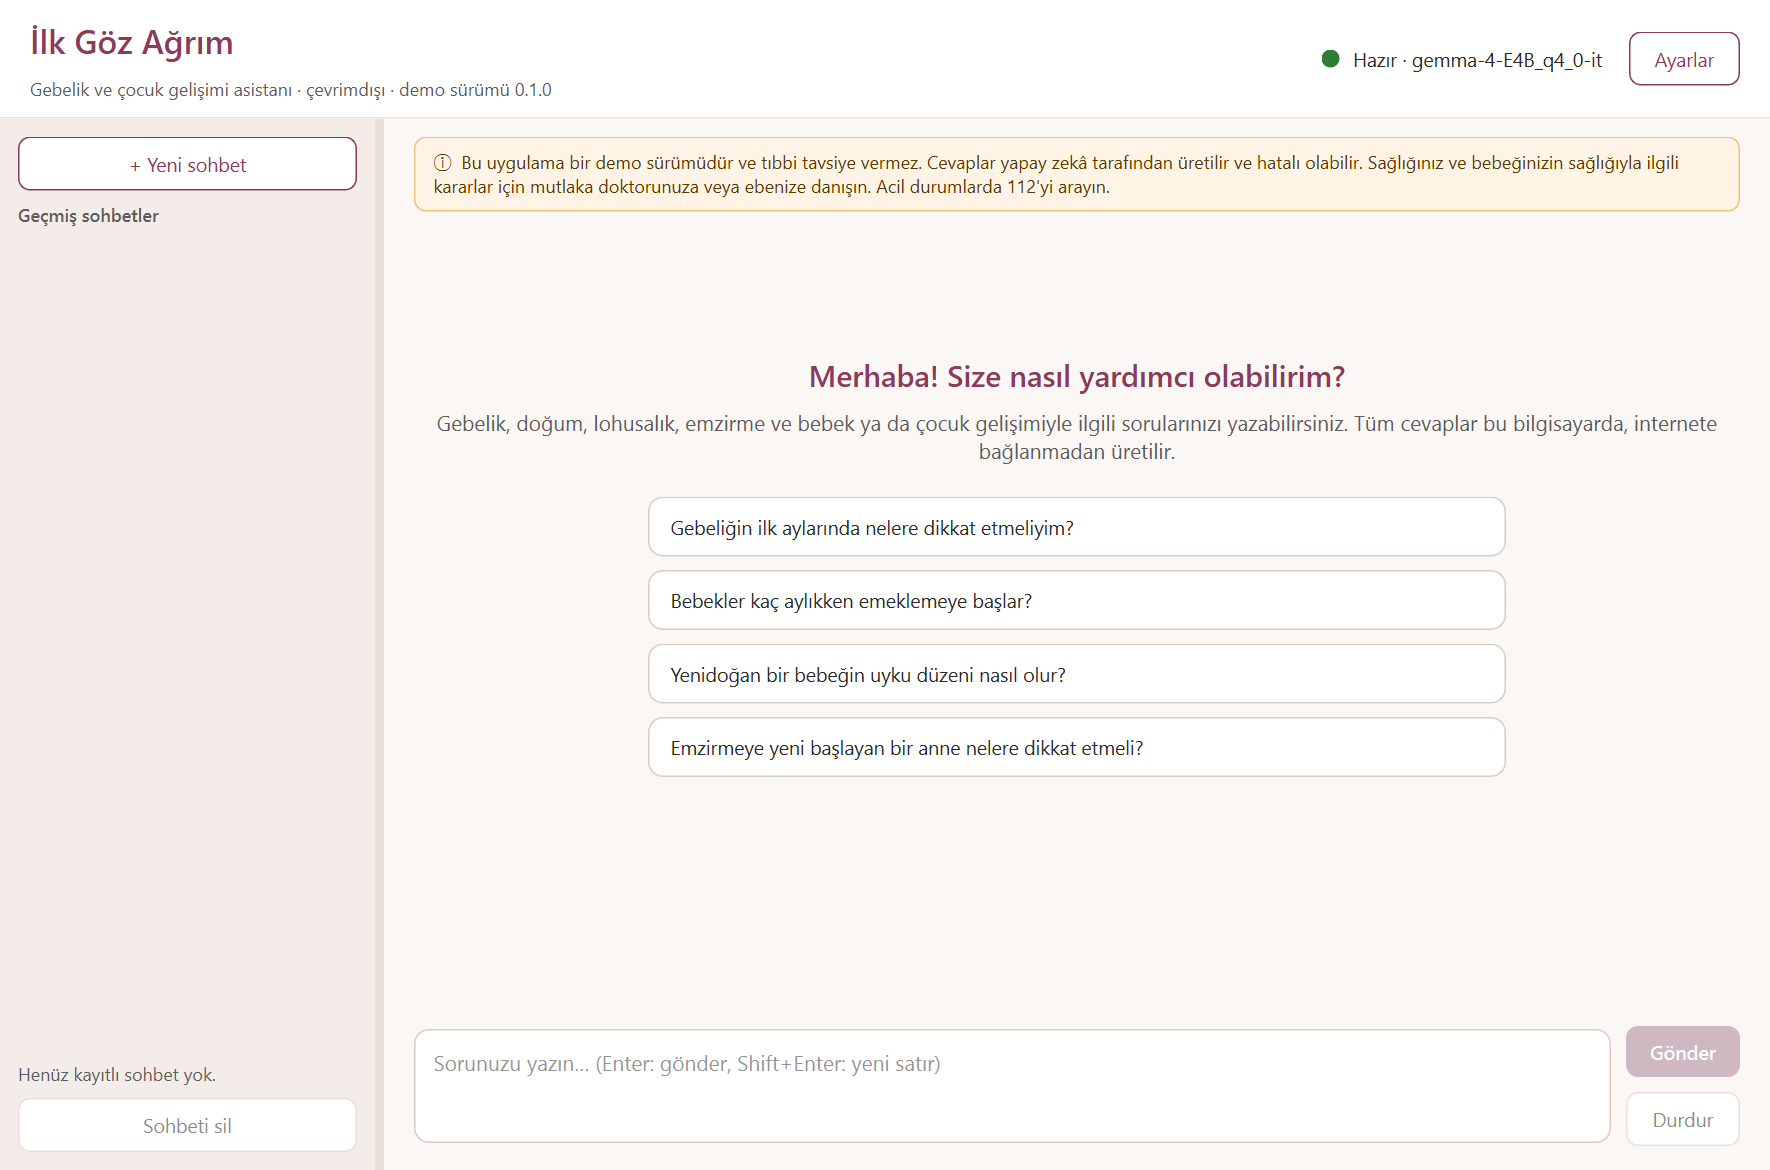 İlk Göz Ağrım
Gebelik ve çocuk gelişimi asistanı · çevrimdışı · demo sürümü 0.1.0
Hazır · gemma-4-E4B_q4_0-it
Ayarlar
+ Yeni sohbet
Geçmiş sohbetler
Henüz kayıtlı sohbet yok.
Sohbeti sil
ⓘ Bu uygulama bir demo sürümüdür ve tıbbi tavsiye vermez. Cevaplar yapay zekâ tarafından üretilir ve hatalı olabilir. Sağlığınız ve bebeğinizin sağlığıyla ilgili
kararlar için mutlaka doktorunuza veya ebenize danışın. Acil durumlarda 112'yi arayın.
Merhaba! Size nasıl yardımcı olabilirim?
Gebelik, doğum, lohusalık, emzirme ve bebek ya da çocuk gelişimiyle ilgili sorularınızı yazabilirsiniz. Tüm cevaplar bu bilgisayarda, internete
bağlanmadan üretilir.
Gebeliğin ilk aylarında nelere dikkat etmeliyim?
Bebekler kaç aylıkken emeklemeye başlar?
Yenidoğan bir bebeğin uyku düzeni nasıl olur?
Emzirmeye yeni başlayan bir anne nelere dikkat etmeli?
Sorunuzu yazın... (Enter: gönder, Shift+Enter: yeni satır)
Gönder
Durdur